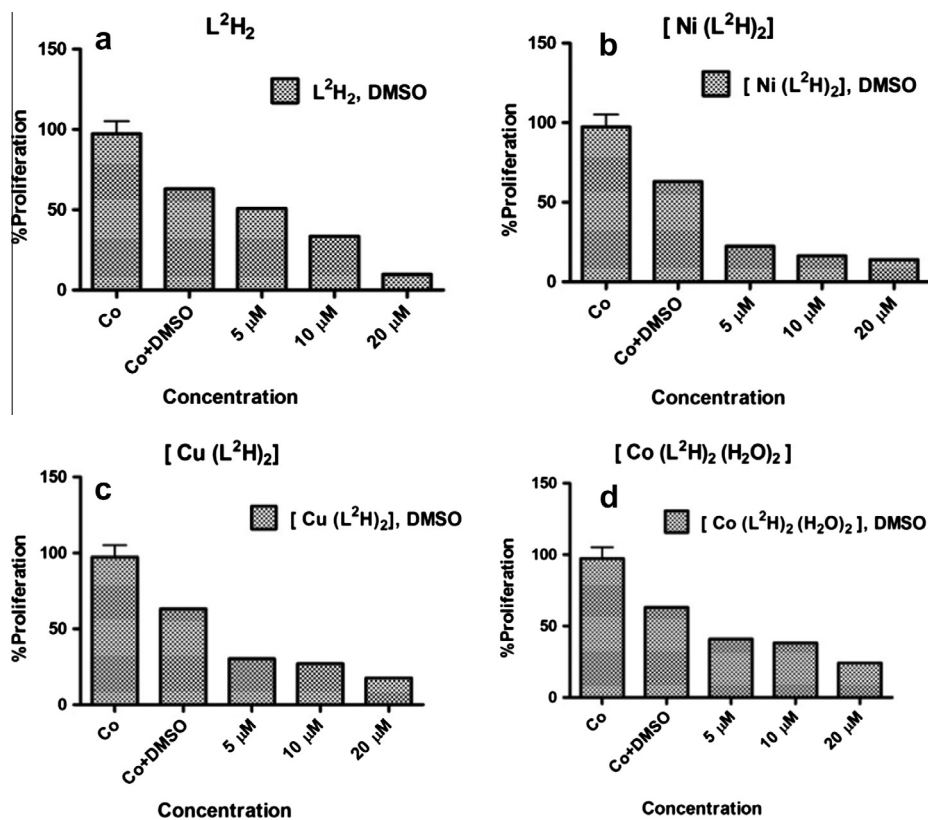 a
L²H₂
150
100
50
0
%Proliferation
L²H₂, DMSO
Co
Co+DMSO
5 µM
10 µM
20 µM
Concentration
b
[ Ni (L²H)₂]
150
100
50
0
%Proliferation
[ Ni (L²H)₂], DMSO
Co
Co+DMSO
5 µM
10 µM
20 µM
Concentration
c
[ Cu (L²H)₂]
150
100
50
0
%Proliferation
[ Cu (L²H)₂], DMSO
Co
Co+DMSO
5 µM
10 µM
20 µM
Concentration
d
[ Co (L²H)₂ (H₂O)₂ ]
150
100
50
0
%Proliferation
[ Co (L²H)₂ (H₂O)₂ ], DMSO
Co
Co+DMSO
5 µM
10 µM
20 µM
Concentration